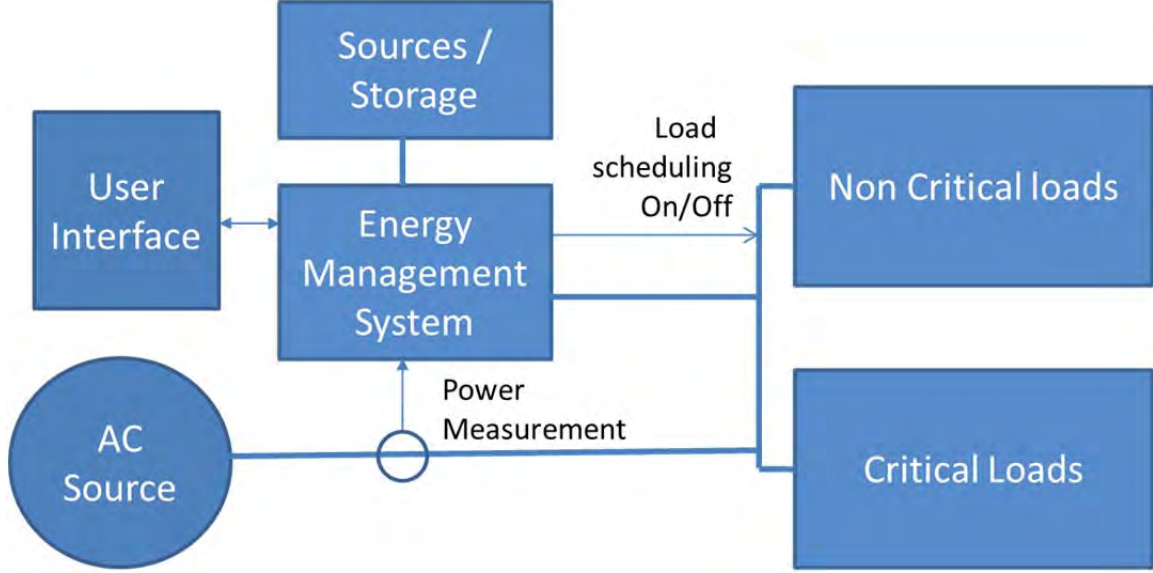 Sources /
Storage
User
Interface
Energy
Management
System
Load
scheduling
On/Off
Non Critical loads
Power
Measurement
AC
Source
Critical Loads